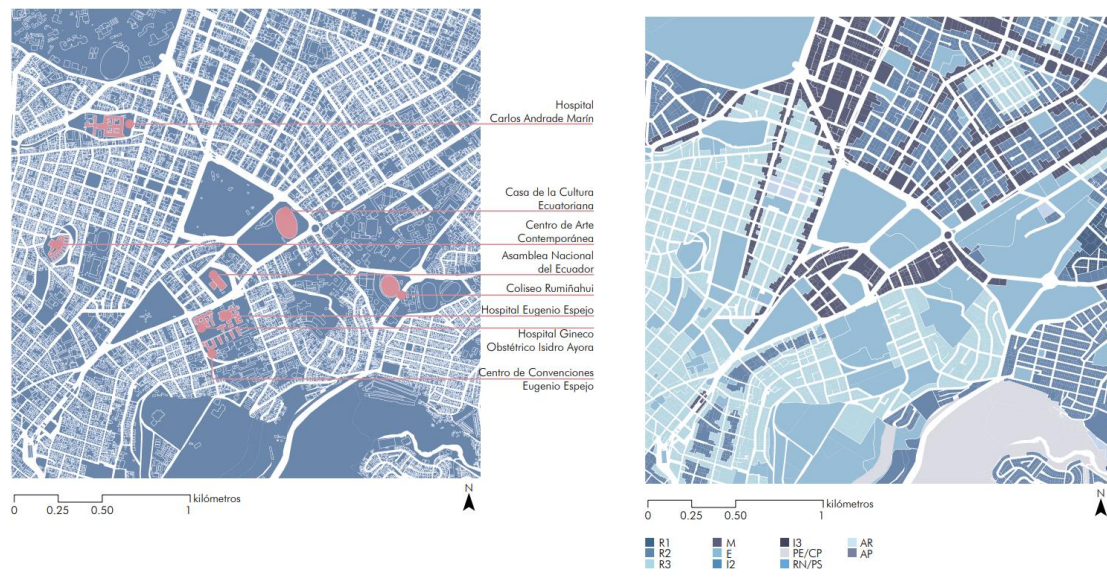 Hospital
Carlos Andrade Marín
Casa de la Cultura
Ecuatoriana
Centro de Arte
Contemporánea
Asamblea Nacional
del Ecuador
Coliseo Rumiñahui
Hospital Eugenio Espejo
Hospital Gineco
Obstétrico Isidro Ayora
Centro de Convenciones
Eugenio Espejo
kilómetros
0 0.25 0.50 1
N
kilómetros
0 0.25 0.50 1
N
R1 M I3 AR
R2 E PE/CP AP
R3 I2 RN/PS